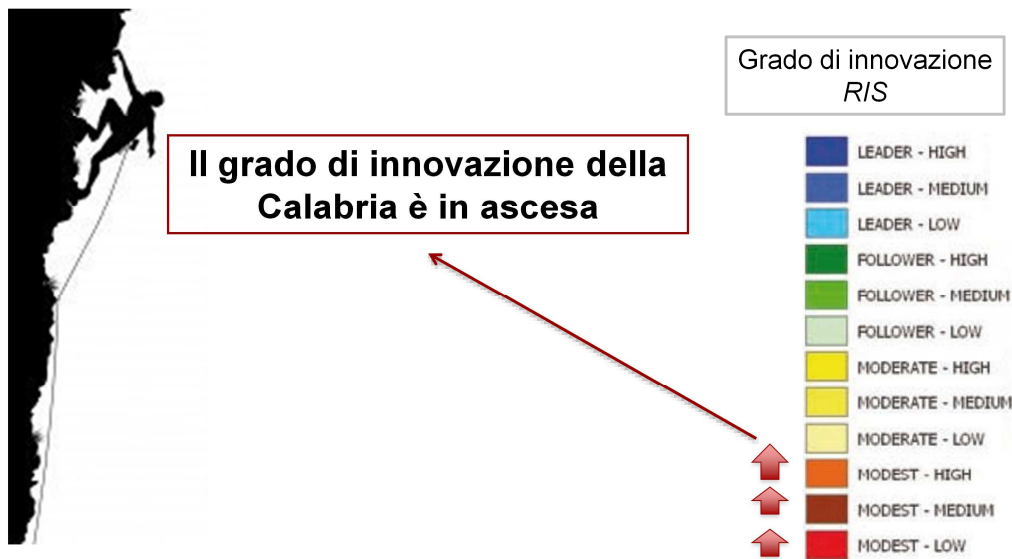 Grado di innovazione
RIS
Il grado di innovazione della
Calabria è in ascesa
LEADER - HIGH
LEADER - MEDIUM
LEADER - LOW
FOLLOWER - HIGH
FOLLOWER - MEDIUM
FOLLOWER - LOW
MODERATE - HIGH
MODERATE - MEDIUM
MODERATE - LOW
MODEST - HIGH
MODEST - MEDIUM
MODEST - LOW